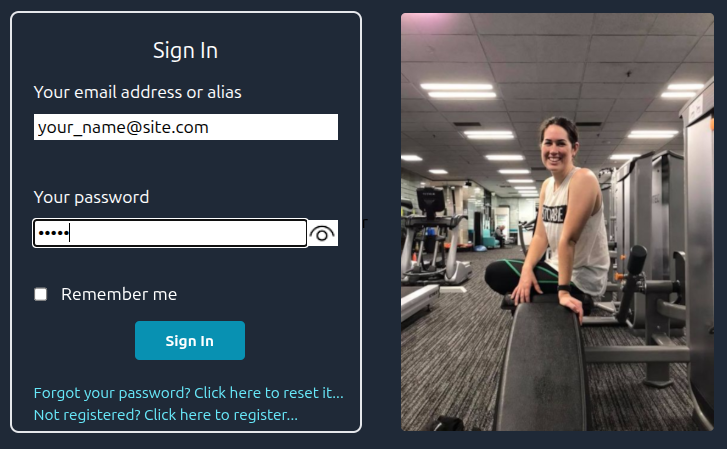 Sign In
Your email address or alias
your_name@site.com
Your password
•••••
r
Remember me
Sign In
Forgot your password? Click here to reset it...
Not registered? Click here to register...